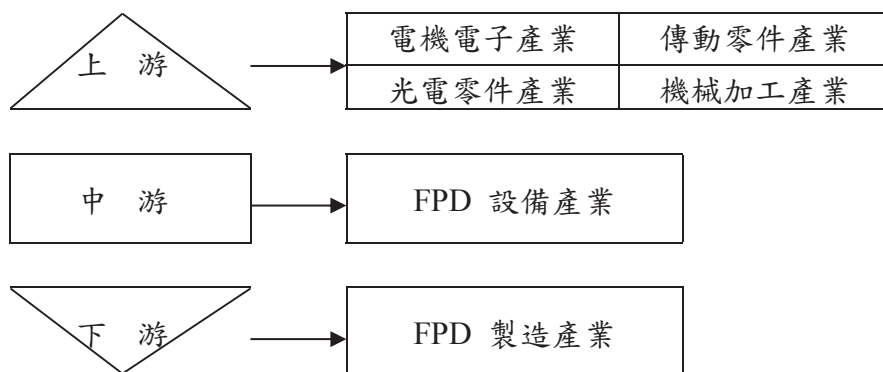 上 游
電機電子產業 傳動零件產業
光電零件產業 機械加工產業
中 游
FPD 設備產業
下 游
FPD 製造產業